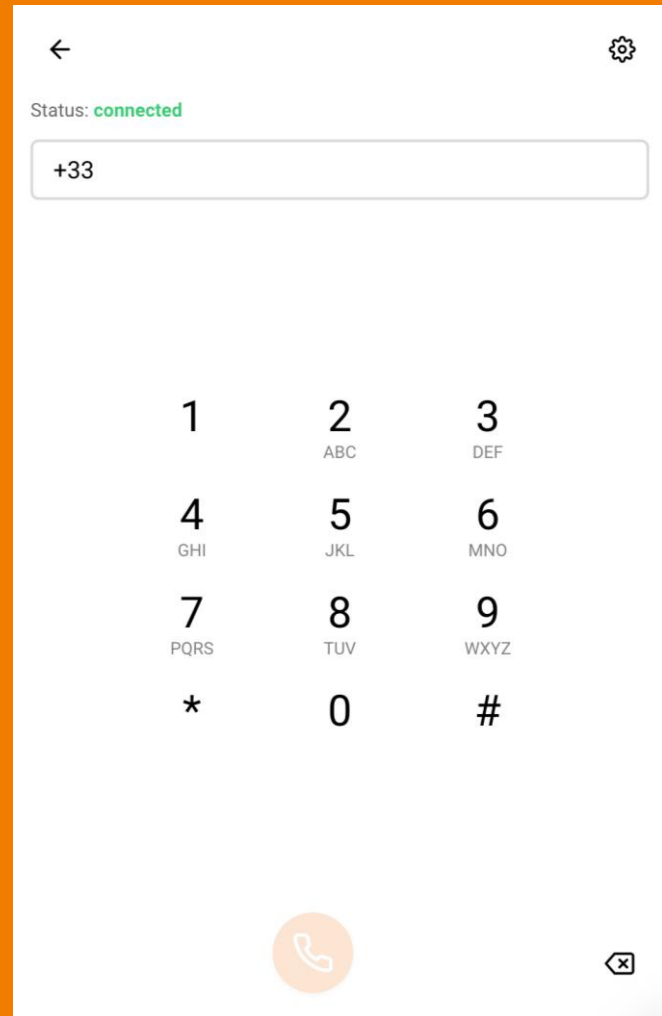 Status: connected
+33
1 2 3
ABC DEF
4 5 6
GHI JKL MNO
7 8 9
PQRS TUV WXYZ
* 0 #